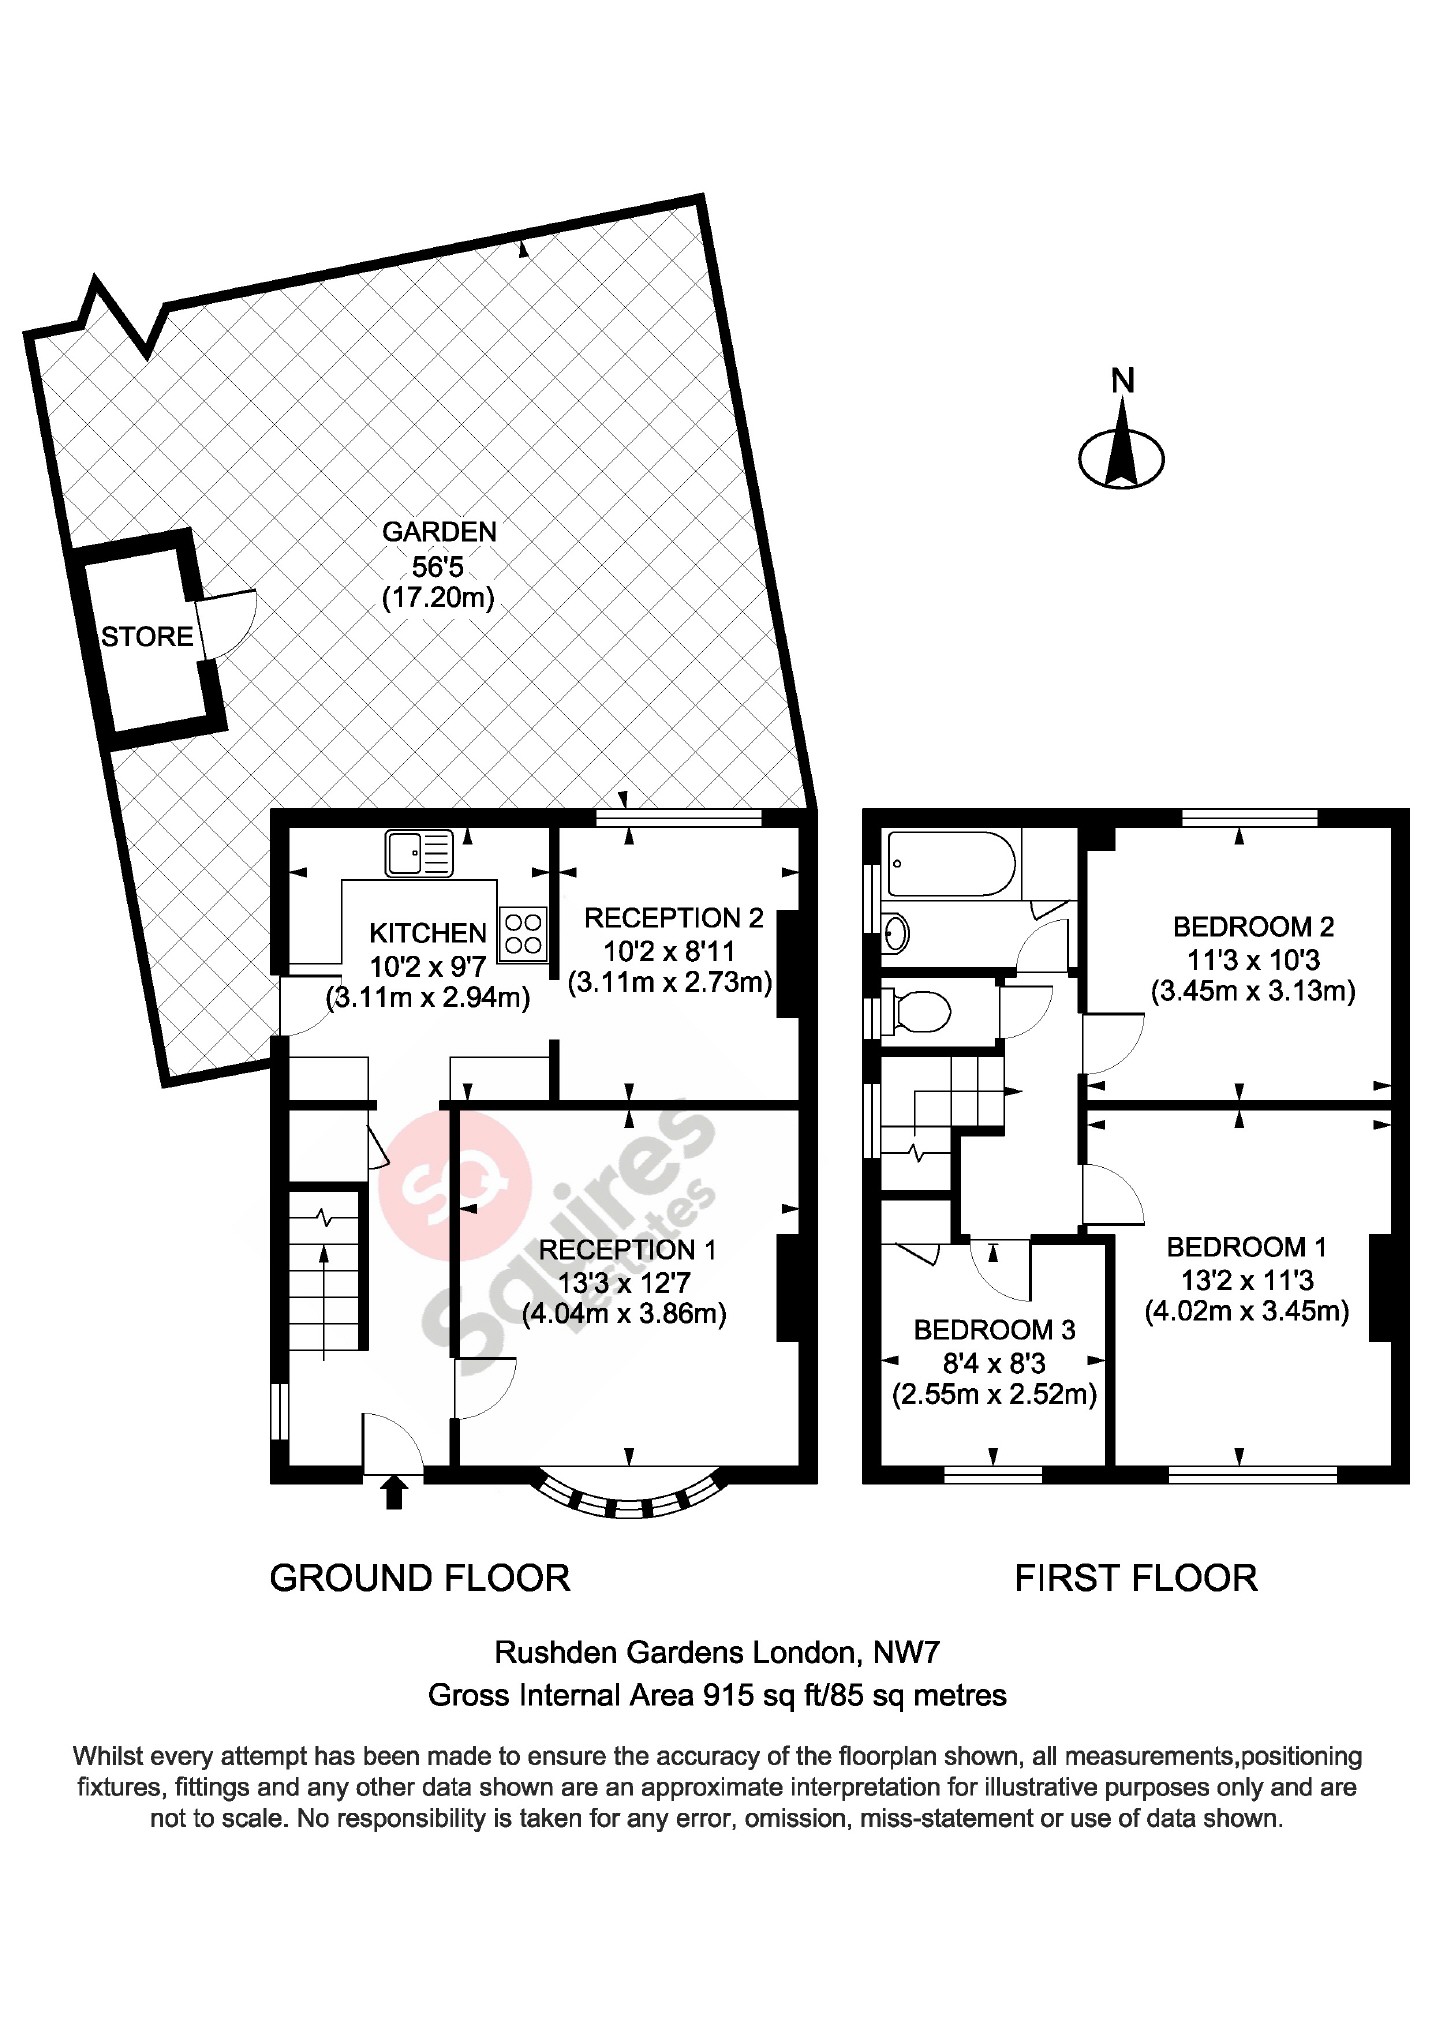 N
GARDEN
56'5
(17.20m)
STORE
KITCHEN
10'2 x 9'7
(3.11m x 2.94m)
RECEPTION 2
10'2 x 8'11
(3.11m x 2.73m)
BEDROOM 2
11'3 x 10'3
(3.45m x 3.13m)
SQ
Squires
estates
RECEPTION 1
13'3 x 12'7
(4.04m x 3.86m)
BEDROOM 1
13'2 x 11'3
(4.02m x 3.45m)
BEDROOM 3
8'4 x 8'3
(2.55m x 2.52m)
GROUND FLOOR
FIRST FLOOR
Rushden Gardens London, NW7
Gross Internal Area 915 sq ft/85 sq metres
Whilst every attempt has been made to ensure the accuracy of the floorplan shown, all measurements,positioning
fixtures, fittings and any other data shown are an approximate interpretation for illustrative purposes only and are
not to scale. No responsibility is taken for any error, omission, miss-statement or use of data shown.